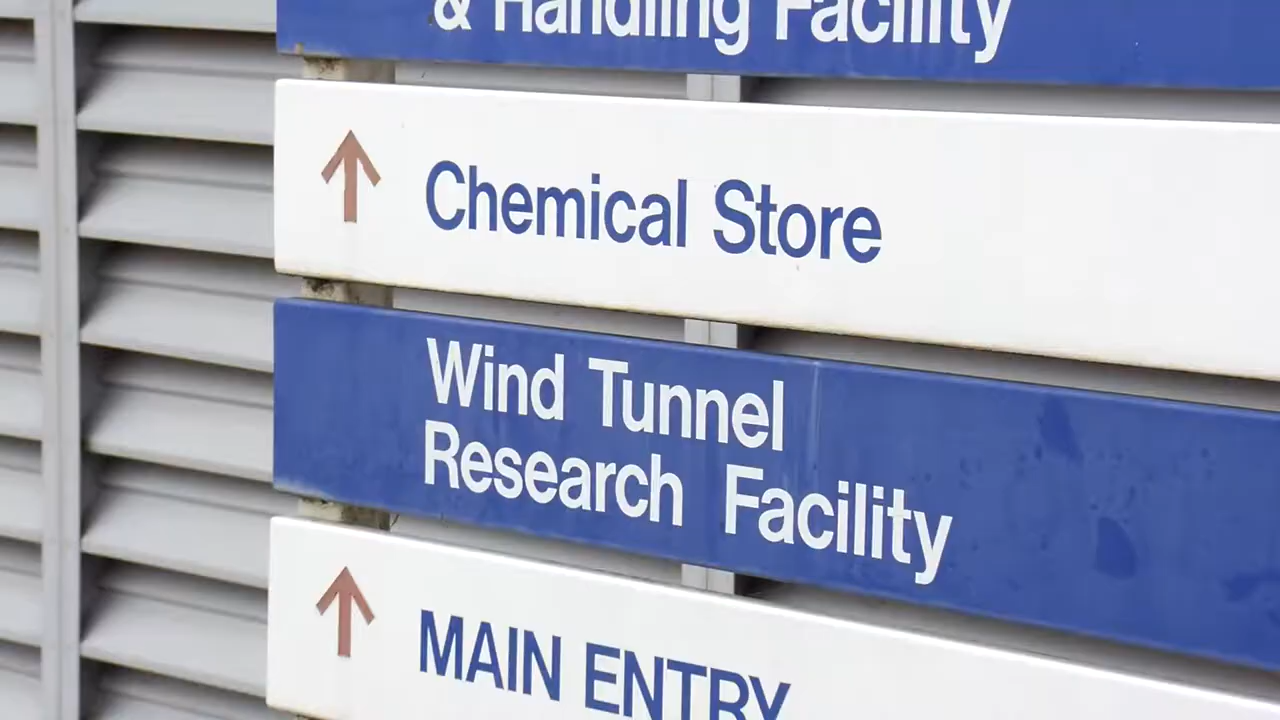 & Handling Facility
Chemical Store
Wind Tunnel
Research Facility
MAIN ENTRY